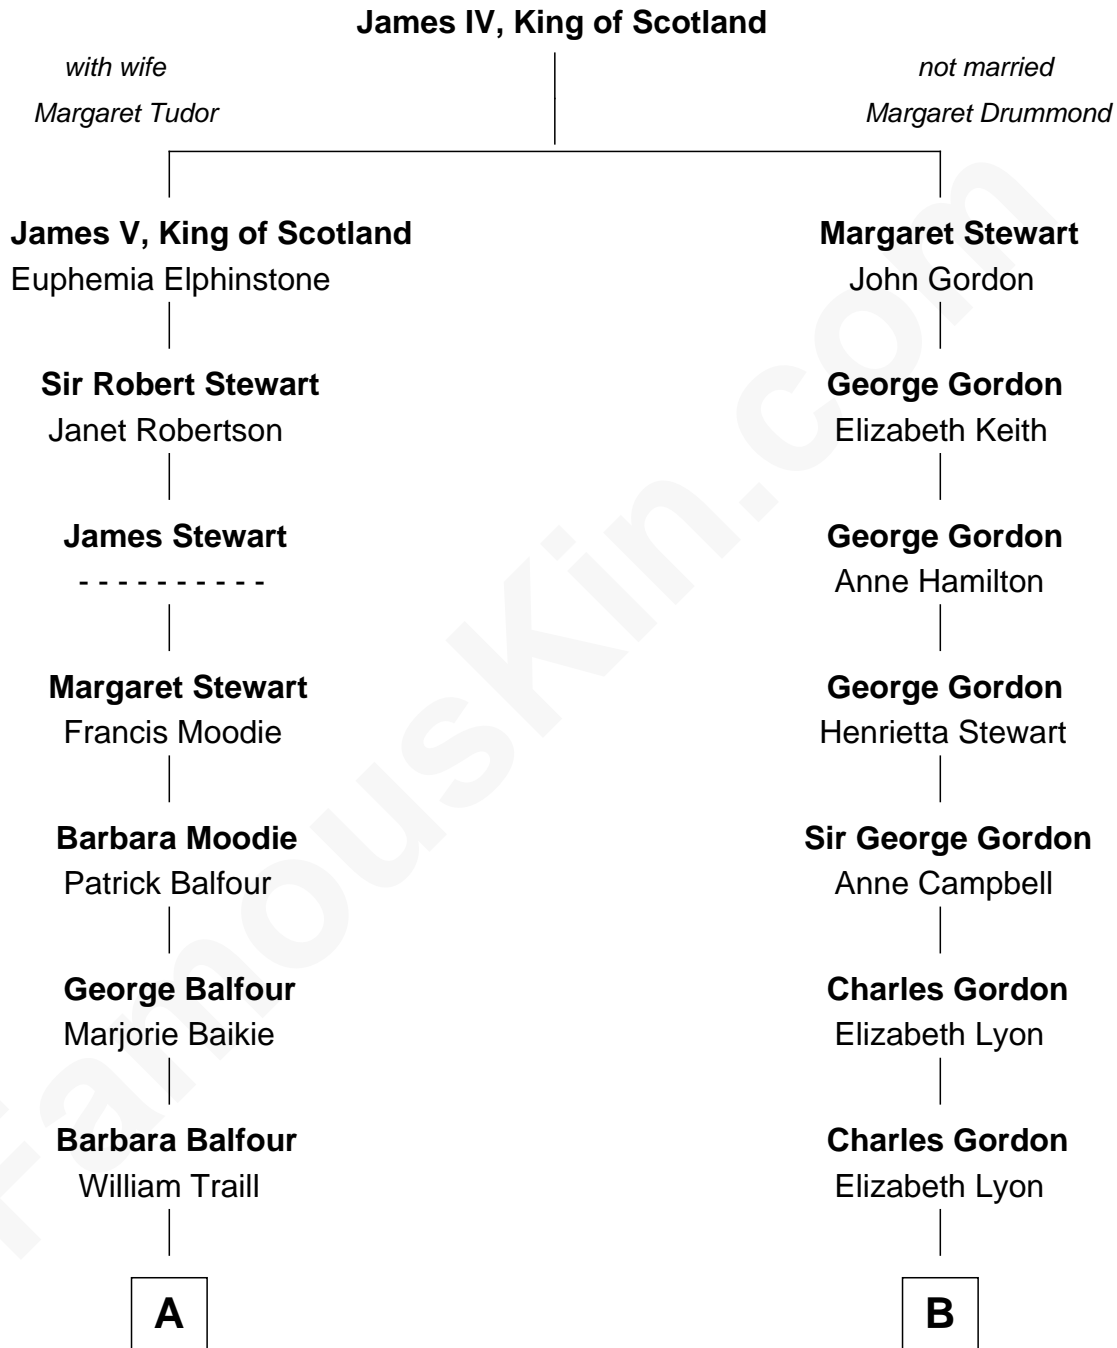 James IV, King of Scotland
with wife
Margaret Tudor
not married
Margaret Drummond
James V, King of Scotland
Euphemia Elphinstone
Margaret Stewart
John Gordon
Sir Robert Stewart
Janet Robertson
George Gordon
Elizabeth Keith
James Stewart
- - - - - - - - - -
George Gordon
Anne Hamilton
Margaret Stewart
Francis Moodie
George Gordon
Henrietta Stewart
Barbara Moodie
Patrick Balfour
Sir George Gordon
Anne Campbell
George Balfour
Marjorie Baikie
Charles Gordon
Elizabeth Lyon
Barbara Balfour
William Traill
Charles Gordon
Elizabeth Lyon
A
B
FamousKin.com